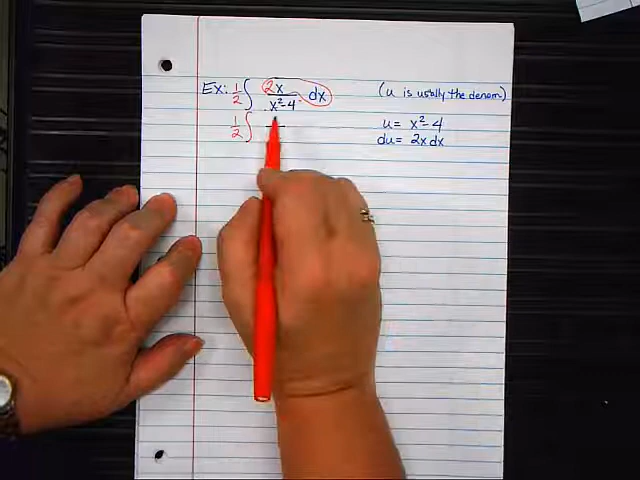 Ex: 1/2 ∫ 2x/(x²-4) dx (u is usually the denom)
1/2 ∫ u = x²-4
du = 2x dx